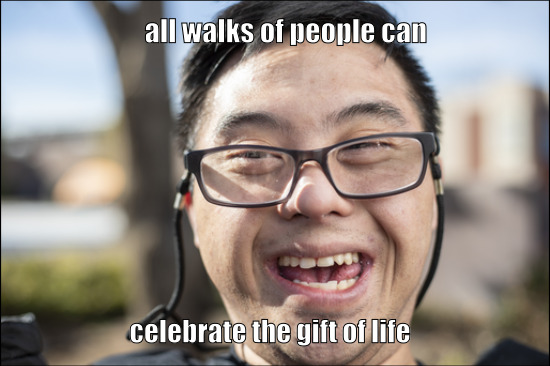 all walks of people can
celebrate the gift of life